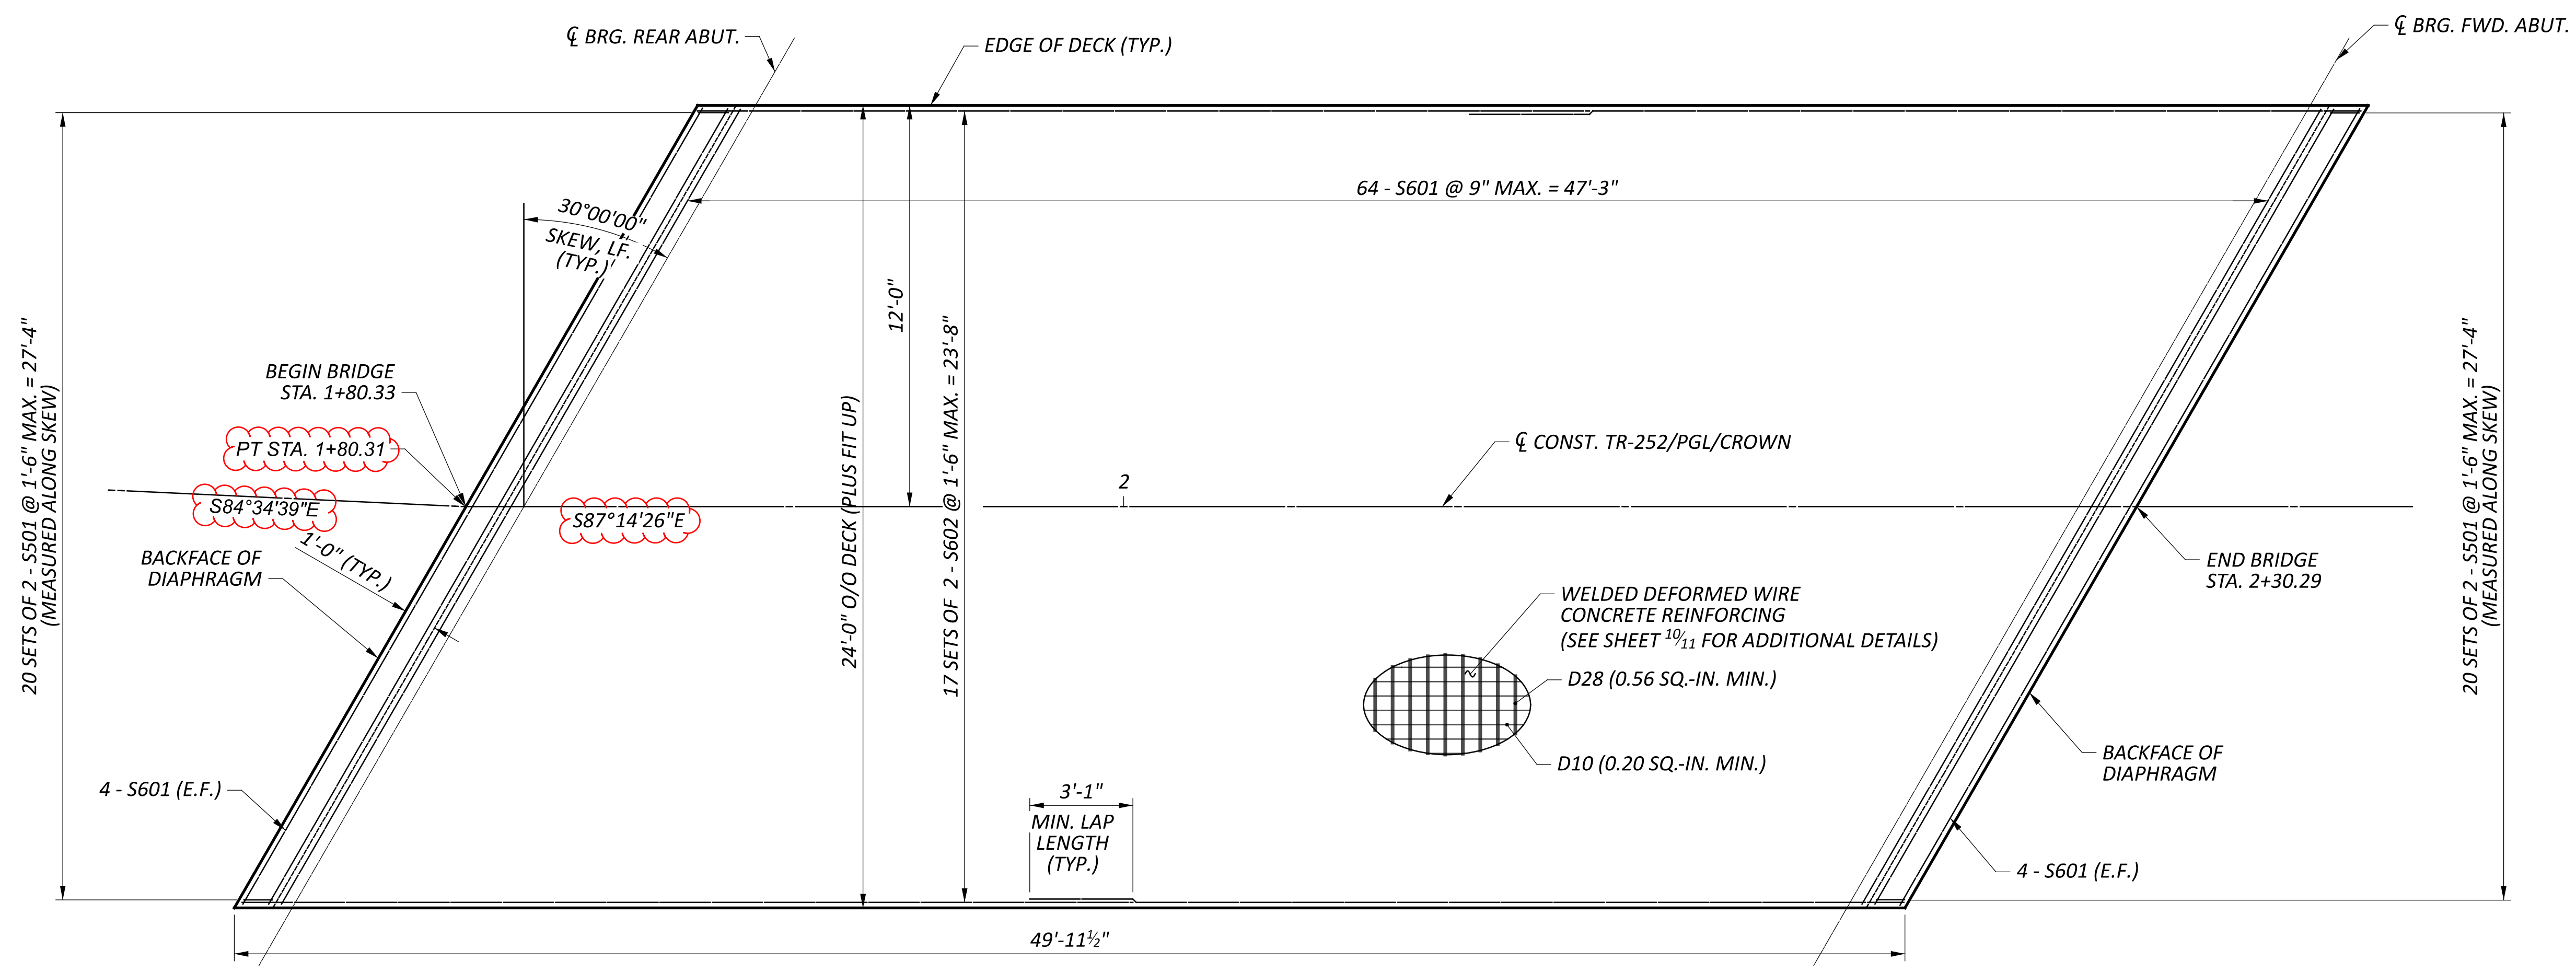 ℄ BRG. REAR ABUT.
EDGE OF DECK (TYP.)
℄ BRG. FWD. ABUT.
64 - S601 @ 9" MAX. = 47'-3"
30°00'00"
SKEW, LF.
(TYP.)
12'-0"
20 SETS OF 2 - S501 @ 1'-6" MAX. = 27'-4"
(MEASURED ALONG SKEW)
BEGIN BRIDGE
STA. 1+80.33
PT STA. 1+80.31
S84°34'39"E
S87°14'26"E
24'-0" O/O DECK (PLUS FIT UP)
17 SETS OF 2 - S602 @ 1'-6" MAX. = 23'-8"
2
℄ CONST. TR-252/PGL/CROWN
20 SETS OF 2 - S501 @ 1'-6" MAX. = 27'-4"
(MEASURED ALONG SKEW)
1'-0" (TYP.)
BACKFACE OF
DIAPHRAGM
END BRIDGE
STA. 2+30.29
WELDED DEFORMED WIRE
CONCRETE REINFORCING
(SEE SHEET 10/11 FOR ADDITIONAL DETAILS)
D28 (0.56 SQ.-IN. MIN.)
D10 (0.20 SQ.-IN. MIN.)
BACKFACE OF
DIAPHRAGM
4 - S601 (E.F.)
3'-1"
MIN. LAP
LENGTH
(TYP.)
4 - S601 (E.F.)
49'-11½"